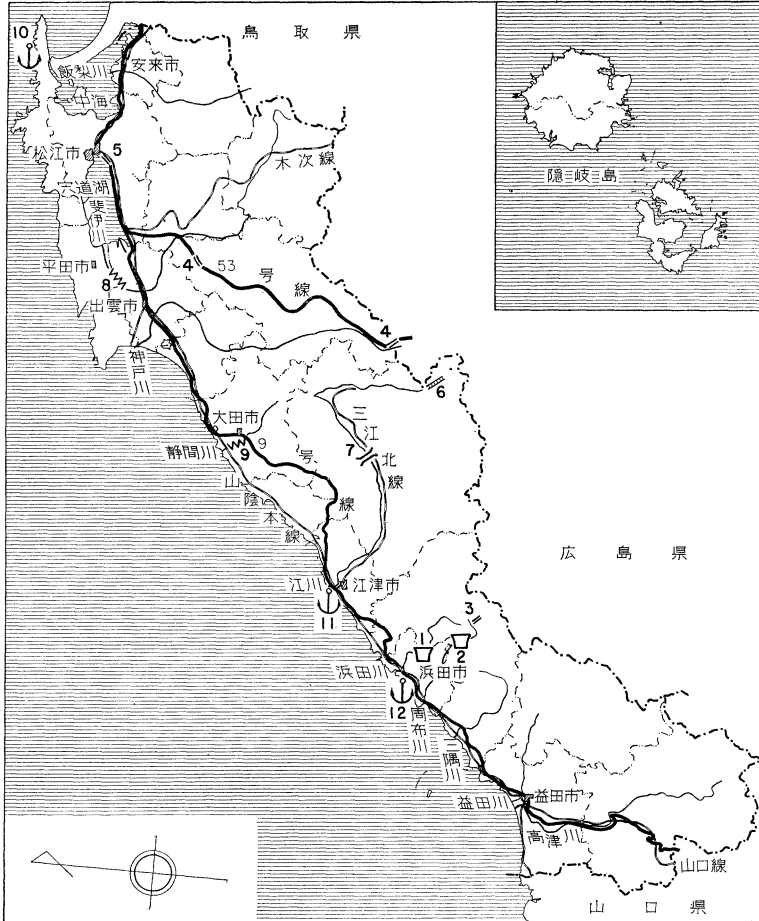 鳥取県
10
飯梨川
安来市
中海
松江市
5
宍道湖
木次線
斐伊川
隠岐島
平田市
8
4
53
号線
出雲市
4
神戸川
6
三江北線
大田市
7
静間川
9
9
号線
山陰本線
広島県
江川
江津市
11
3
1
2
浜田川
浜田市
12
周布川
三隅川
益田川
益田市
高津川
山口線
山口県